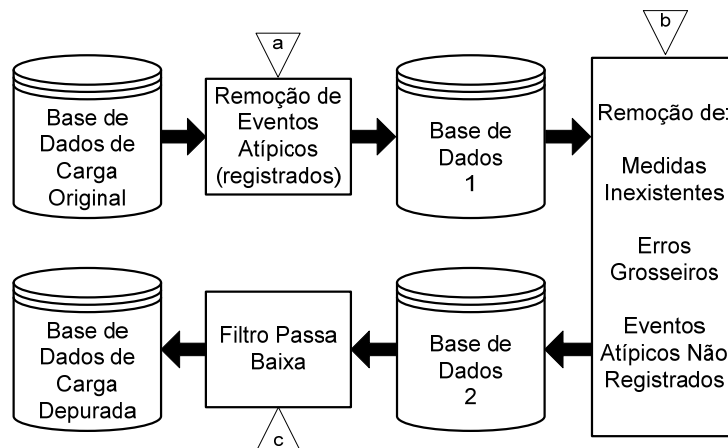 a
b
Base de
Dados de
Carga
Original
Remoção de
Eventos
Atípicos
(registrados)
Base de
Dados
1
Remoção de:
Medidas
Inexistentes
Erros
Grosseiros
Eventos
Atípicos Não
Registrados
Base de
Dados
2
Filtro Passa
Baixa
c
Base de
Dados de
Carga
Depurada